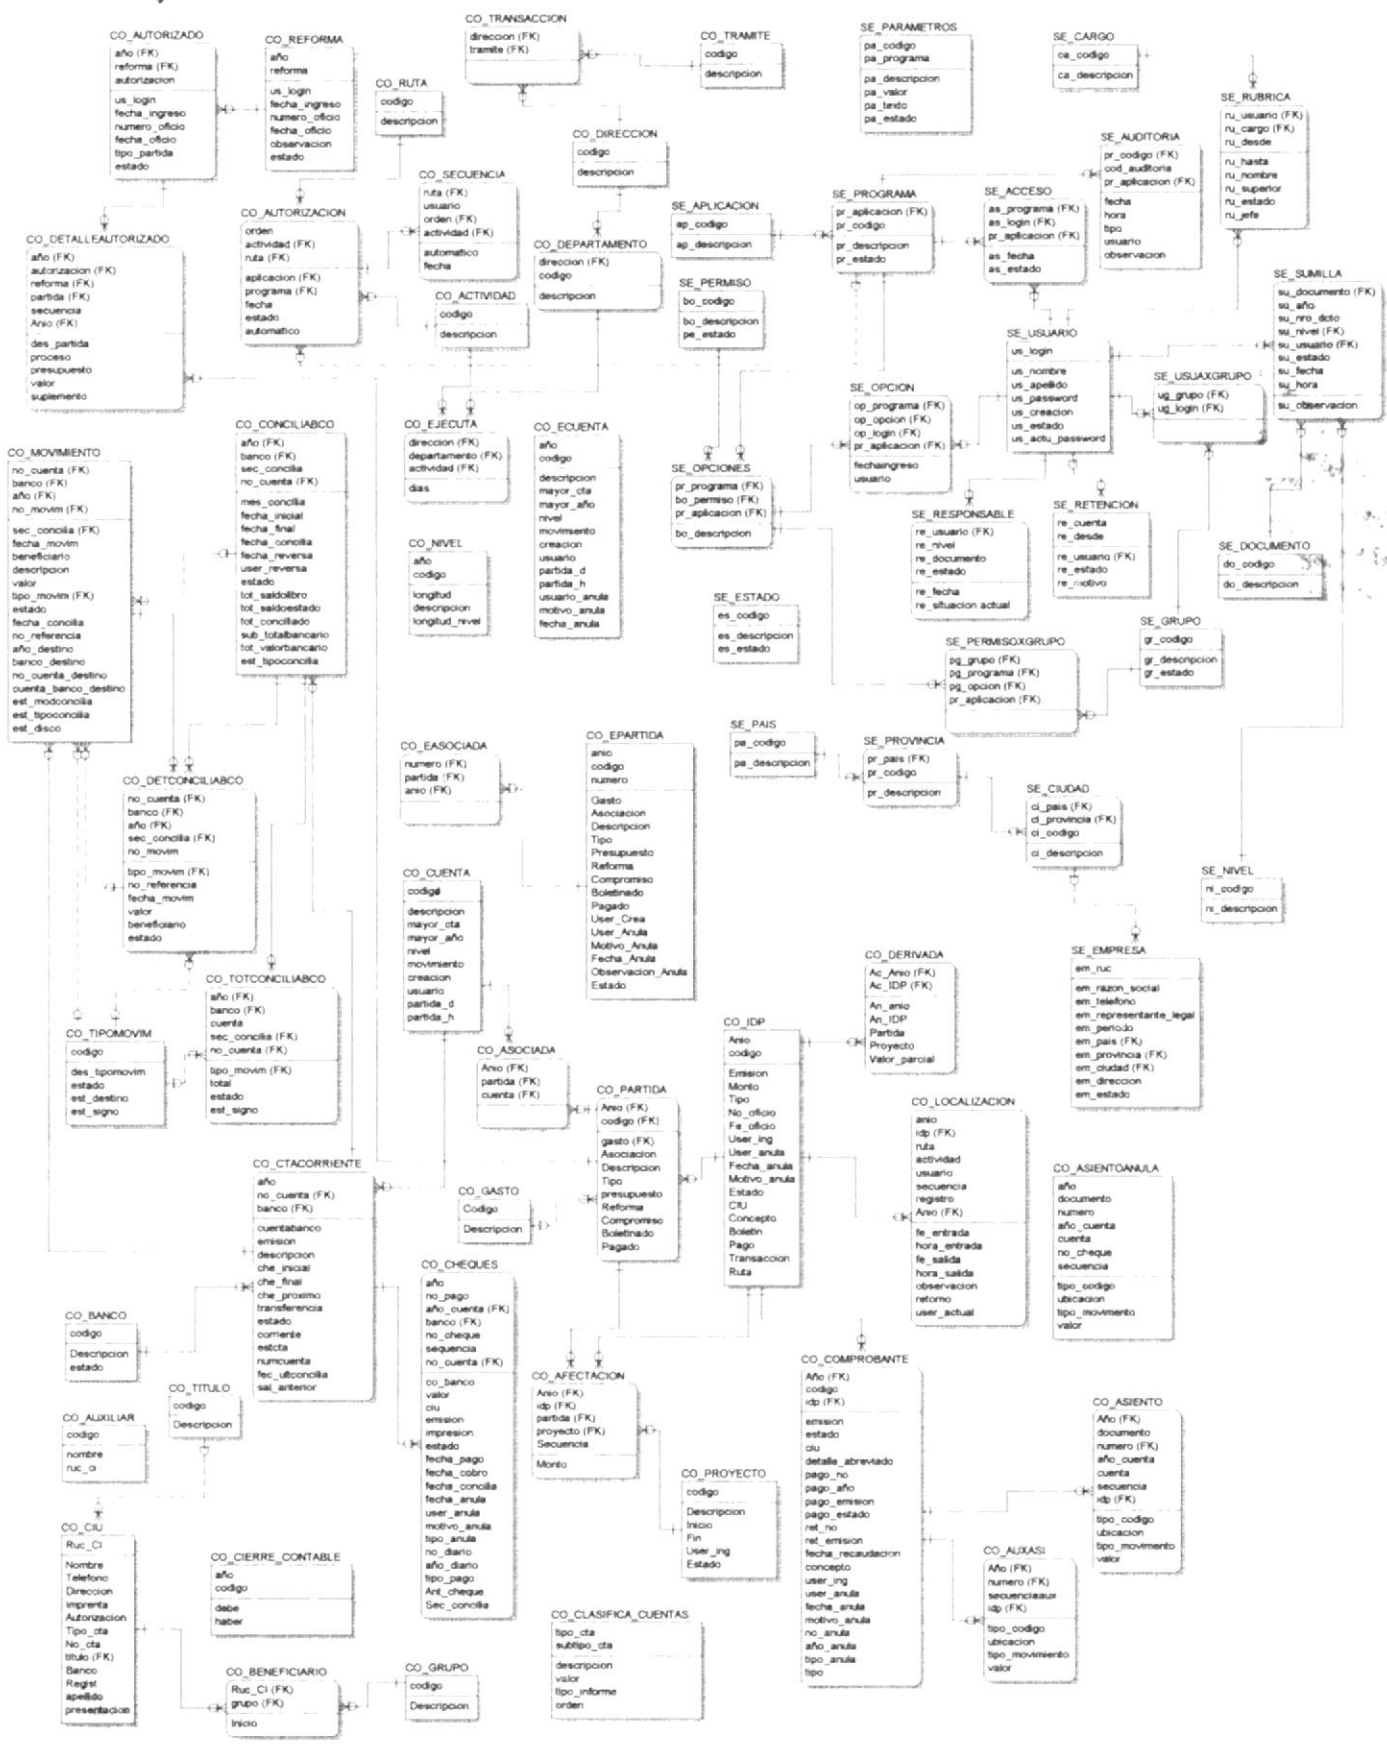 CO_AUTORIZADO
año (FK)
reforma (FK)
autorizacion
us_login
fecha_ingreso
numero_oficio
fecha_oficio
tipo_partida
estado
CO_REFORMA
año
reforma
us_login
fecha_ingreso
numero_oficio
fecha_oficio
observacion
estado
CO_TRANSACCION
direccion (FK)
tramite (FK)
CO_TRAMITE
codigo
descripcion
CO_RUTA
codigo
descripcion
CO_DIRECCION
codigo
descripcion
SE_PARAMETROS
pa_codigo
pa_programa
pa_descripcion
pa_valor
pa_texto
pa_estado
SE_CARGO
ca_codigo
ca_descripcion
SE_RUBRICA
ru_usuario (FK)
ru_cargo (FK)
ru_desde
ru_hasta
ru_nombre
ru_superior
ru_estado
ru_jefe
SE_AUDITORIA
pr_codigo (FK)
cod_auditoria
pr_aplicacion (FK)
fecha
hora
tipo
usuario
observacion
CO_SECUENCIA
ruta (FK)
usuario
orden (FK)
actividad (FK)
automatico
fecha
CO_AUTORIZACION
orden
actividad (FK)
ruta (FK)
aplicacion (FK)
programa (FK)
fecha
estado
automatico
CO_DETALLEAUTORIZADO
año (FK)
autorizacion (FK)
reforma (FK)
partida (FK)
secuencia
Anio (FK)
des_partida
proceso
presupuesto
valor
suplemento
CO_DEPARTAMENTO
direccion (FK)
codigo
descripcion
CO_ACTIVIDAD
codigo
descripcion
SE_APLICACION
ap_codigo
ap_descripcion
SE_PROGRAMA
pr_aplicacion (FK)
pr_codigo
pr_descripcion
pr_estado
SE_ACCESO
as_programa (FK)
as_login (FK)
pr_aplicacion (FK)
as_fecha
as_estado
SE_PERMISO
bo_codigo
bo_descripcion
pe_estado
SE_USUARIO
us_login
us_nombre
us_apellido
us_password
us_creacion
us_estado
us_actu_password
SE_SUMILLA
su_documento (FK)
su_año
su_nro_dcto
su_nivel (FK)
su_usuario (FK)
su_estado
su_fecha
su_hora
su_observacion
SE_USUAXGRUPO
ug_grupo (FK)
ug_login (FK)
SE_OPCION
op_programa (FK)
op_opcion (FK)
op_login (FK)
pr_aplicacion (FK)
fechaingreso
usuario
SE_OPCIONES
pr_programa (FK)
bo_permiso (FK)
pr_aplicacion (FK)
bo_descripcion
SE_RESPONSABLE
re_usuario (FK)
re_nivel
re_documento
re_estado
re_fecha
re_situacion actual
SE_RETENCION
re_cuenta
re_desde
re_usuario (FK)
re_estado
re_motivo
SE_DOCUMENTO
do_codigo
do_descripcion
CO_MOVIMIENTO
no_cuenta (FK)
banco (FK)
año (FK)
no_movim (FK)
sec_concilia (FK)
fecha_movim
beneficiario
descripcion
valor
tipo_movim (FK)
estado
fecha_concilia
no_referencia
año_destino
banco_destino
no_cuenta_destino
cuenta_banco_destino
est_modconcilia
est_tipoconcilia
est_disco
CO_CONCILIABCO
año (FK)
banco (FK)
sec_concilia
no_cuenta (FK)
mes_concilia
fecha_inicial
fecha_final
fecha_concilia
fecha_reversa
user_reversa
estado
tot_saldolibro
tot_saldoestado
tot_conciliado
sub_totalbancario
tot_valorbancario
est_tipoconcilia
CO_EJECUTA
direccion (FK)
departamento (FK)
actividad (FK)
dias
CO_ECUENTA
año
codigo
descripcion
mayor_cta
mayor_año
nivel
movimiento
creacion
usuario
partida_d
partida_h
usuario_anula
motivo_anula
fecha_anula
CO_NIVEL
año
codigo
longitud
descripcion
longitud_nivel
SE_ESTADO
es_codigo
es_descripcion
es_estado
SE_PERMISOXGRUPO
pg_grupo (FK)
pg_programa (FK)
pg_opcion (FK)
pr_aplicacion (FK)
SE_GRUPO
gr_codigo
gr_descripcion
gr_estado
CO_EASOCIADA
numero (FK)
partida (FK)
anio (FK)
CO_EPARTIDA
anio
codigo
numero
Gasto
Asociacion
Descripcion
Tipo
Presupuesto
Reforma
Compromiso
Boletinado
Pagado
User_Crea
User_Anula
Motivo_Anula
Fecha_Anula
Observacion_Anula
Estado
SE_PAIS
pa_codigo
pa_descripcion
SE_PROVINCIA
pr_pais (FK)
pr_codigo
pr_descripcion
SE_CIUDAD
ci_pais (FK)
ci_provincia (FK)
ci_codigo
ci_descripcion
SE_NIVEL
ni_codigo
ni_descripcion
CO_DETCONCILIABCO
no_cuenta (FK)
banco (FK)
año (FK)
sec_concilia (FK)
no_movim
tipo_movim (FK)
no_referencia
fecha_movim
valor
beneficiario
estado
CO_CUENTA
codigo
descripcion
mayor_cta
mayor_año
nivel
movimiento
creacion
usuario
partida_d
partida_h
CO_TOTCONCILIABCO
año (FK)
banco (FK)
cuenta
sec_concilia (FK)
no_cuenta (FK)
tipo_movim (FK)
total
estado
est_signo
CO_TIPOMOVIM
codigo
des_tipomovim
estado
est_destino
est_signo
CO_ASOCIADA
Anio (FK)
partida (FK)
cuenta (FK)
CO_PARTIDA
Anio (FK)
codigo (FK)
gasto (FK)
Asociacion
Descripcion
Tipo
presupuesto
Reforma
Compromiso
Boletinado
Pagado
CO_IDP
Anio
codigo
Emision
Monto
Tipo
No_oficio
Fe_oficio
User_ing
User_anula
Fecha_anula
Motivo_anula
Estado
CIU
Concepto
Boletin
Pago
Transaccion
Ruta
CO_DERIVADA
Ac_Anio (FK)
Ac_IDP (FK)
An_anio
An_IDP
Partida
Proyecto
Valor_parcial
SE_EMPRESA
em_ruc
em_razon_social
em_telefono
em_representante_legal
em_periodo
em_pais (FK)
em_provincia (FK)
em_ciudad (FK)
em_direccion
em_estado
CO_LOCALIZACION
anio
idp (FK)
ruta
actividad
usuario
secuencia
registro
Anio (FK)
fe_entrada
hora_entrada
fe_salida
hora_salida
observacion
retorno
user_actual
CO_ASIENTOANULA
año
documento
numero
año_cuenta
cuenta
no_cheque
secuencia
tipo_codigo
ubicacion
tipo_movimiento
valor
CO_CTACORRIENTE
año
no_cuenta (FK)
banco (FK)
cuentabanco
emision
descripcion
che_inicial
che_final
che_proximo
transferencia
estado
corriente
estcta
numcuenta
fec_ultconcilia
sal_anterior
CO_GASTO
Codigo
Descripcion
CO_CHEQUES
año
no_pago
año_cuenta (FK)
banco (FK)
no_cheque
sequencia
no_cuenta (FK)
co_banco
valor
ciu
emision
impresion
estado
fecha_pago
fecha_cobro
fecha_concilia
fecha_anula
user_anula
motivo_anula
tipo_anula
no_diario
año_diario
tipo_pago
Ant_cheque
Sec_concilia
CO_BANCO
codigo
Descripcion
estado
CO_TITULO
codigo
Descripcion
CO_AUXILIAR
codigo
nombre
ruc_ci
CO_AFECTACION
Anio (FK)
idp (FK)
partida (FK)
proyecto (FK)
Secuencia
Monto
CO_PROYECTO
codigo
Descripcion
Inicio
Fin
User_ing
Estado
CO_COMPROBANTE
Año (FK)
codigo
idp (FK)
emision
estado
ciu
detalle_abreviado
pago_no
pago_año
pago_emision
pago_estado
ret_no
ret_emision
fecha_recaudacion
concepto
user_ing
user_anula
fecha_anula
motivo_anula
no_anula
año_anula
tipo_anula
tipo
CO_ASIENTO
Año (FK)
documento
numero (FK)
año_cuenta
cuenta
secuencia
idp (FK)
tipo_codigo
ubicacion
tipo_movimiento
valor
CO_AUXASI
Año (FK)
numero (FK)
secuenciaaux
idp (FK)
tipo_codigo
ubicacion
tipo_movimiento
valor
CO_CIU
Ruc_CI
Nombre
Telefono
Direccion
imprenta
Autorizacion
Tipo_cta
No_cta
titulo (FK)
Banco
Regist
apellido
presentacion
CO_CIERRE_CONTABLE
año
codigo
debe
haber
CO_BENEFICIARIO
Ruc_CI (FK)
grupo (FK)
Inicio
CO_GRUPO
codigo
Descripcion
CO_CLASIFICA_CUENTAS
tipo_cta
subtipo_cta
descripcion
valor
tipo_informe
orden